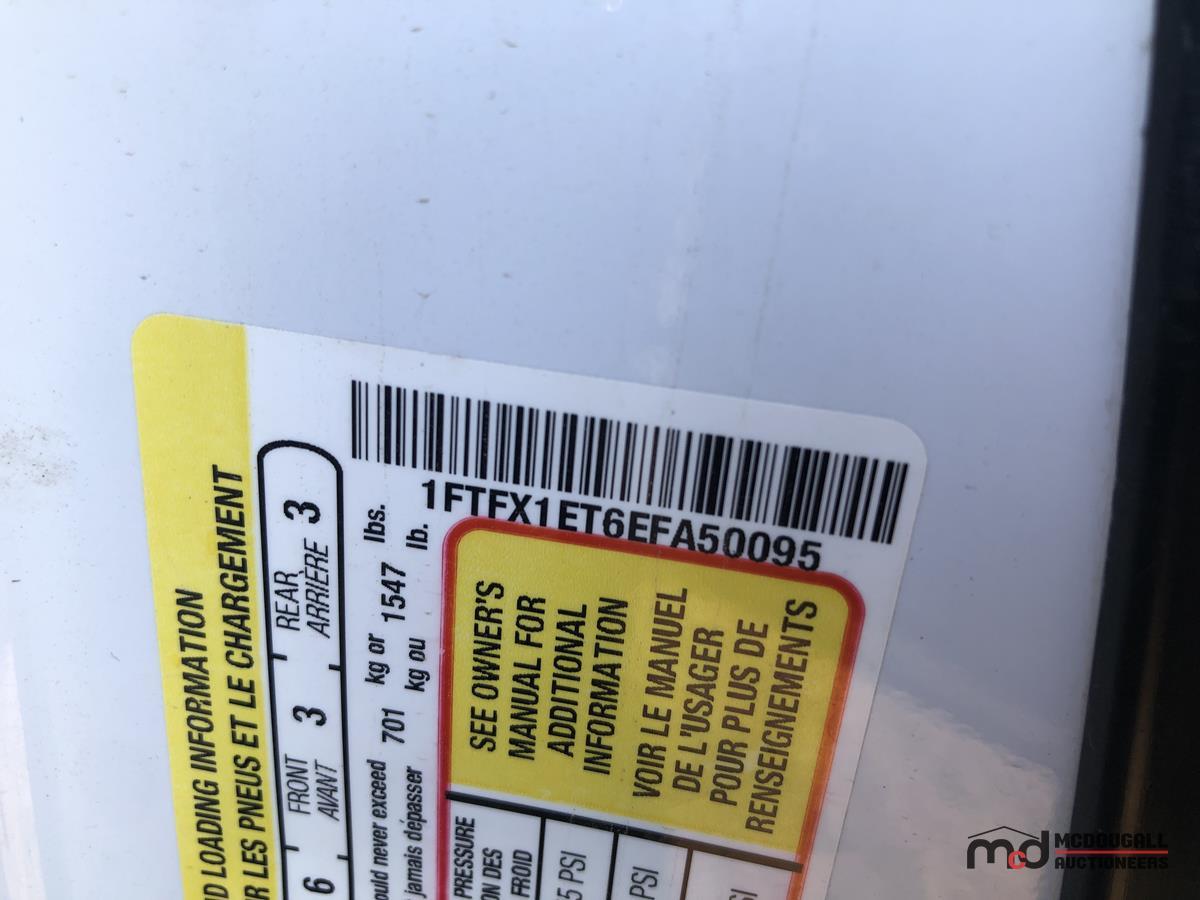 1FTFX1ET6EFA50095
LOADING INFORMATION
LES PNEUS ET LE CHARGEMENT
6 FRONT 3 REAR 3
AVANT ARRIÈRE
never exceed 701 kg or 1547 lbs.
jamais dépasser kg ou lb.
SEE OWNER'S
MANUAL FOR
ADDITIONAL
INFORMATION
VOIR LE MANUEL
DE L'USAGER
POUR PLUS DE
RENSEIGNEMENTS
PRESSURE
DES
FROID
PSI
PSI
mcd MCDOUGALL
AUCTIONEERS